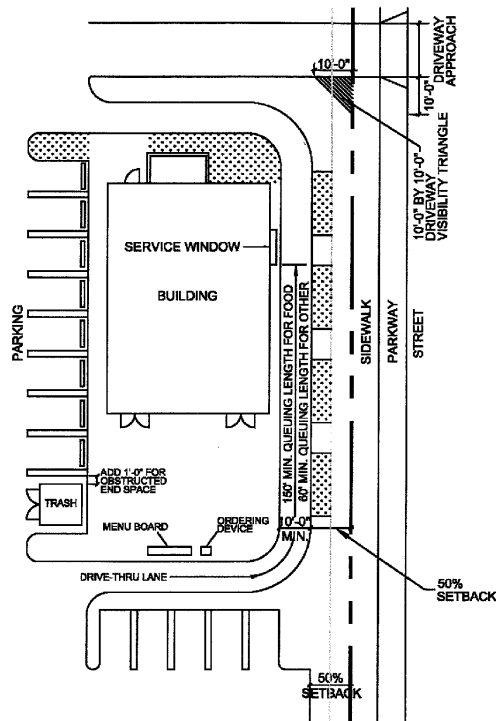 10'-0"
DRIVEWAY
APPROACH
10'-0"
10'-0" BY 10'-0"
DRIVEWAY
VISIBILITY TRIANGLE
SERVICE WINDOW
BUILDING
PARKING
150' MIN. QUEUING LENGTH FOR FOOD
60' MIN. QUEUING LENGTH FOR OTHER
SIDEWALK
PARKWAY
STREET
ADD 1'-0" FOR
OBSTRUCTED
END SPACE
TRASH
MENU BOARD
ORDERING
DEVICE
10'-0"
MIN.
DRIVE-THRU LANE
50%
SETBACK
50%
SETBACK